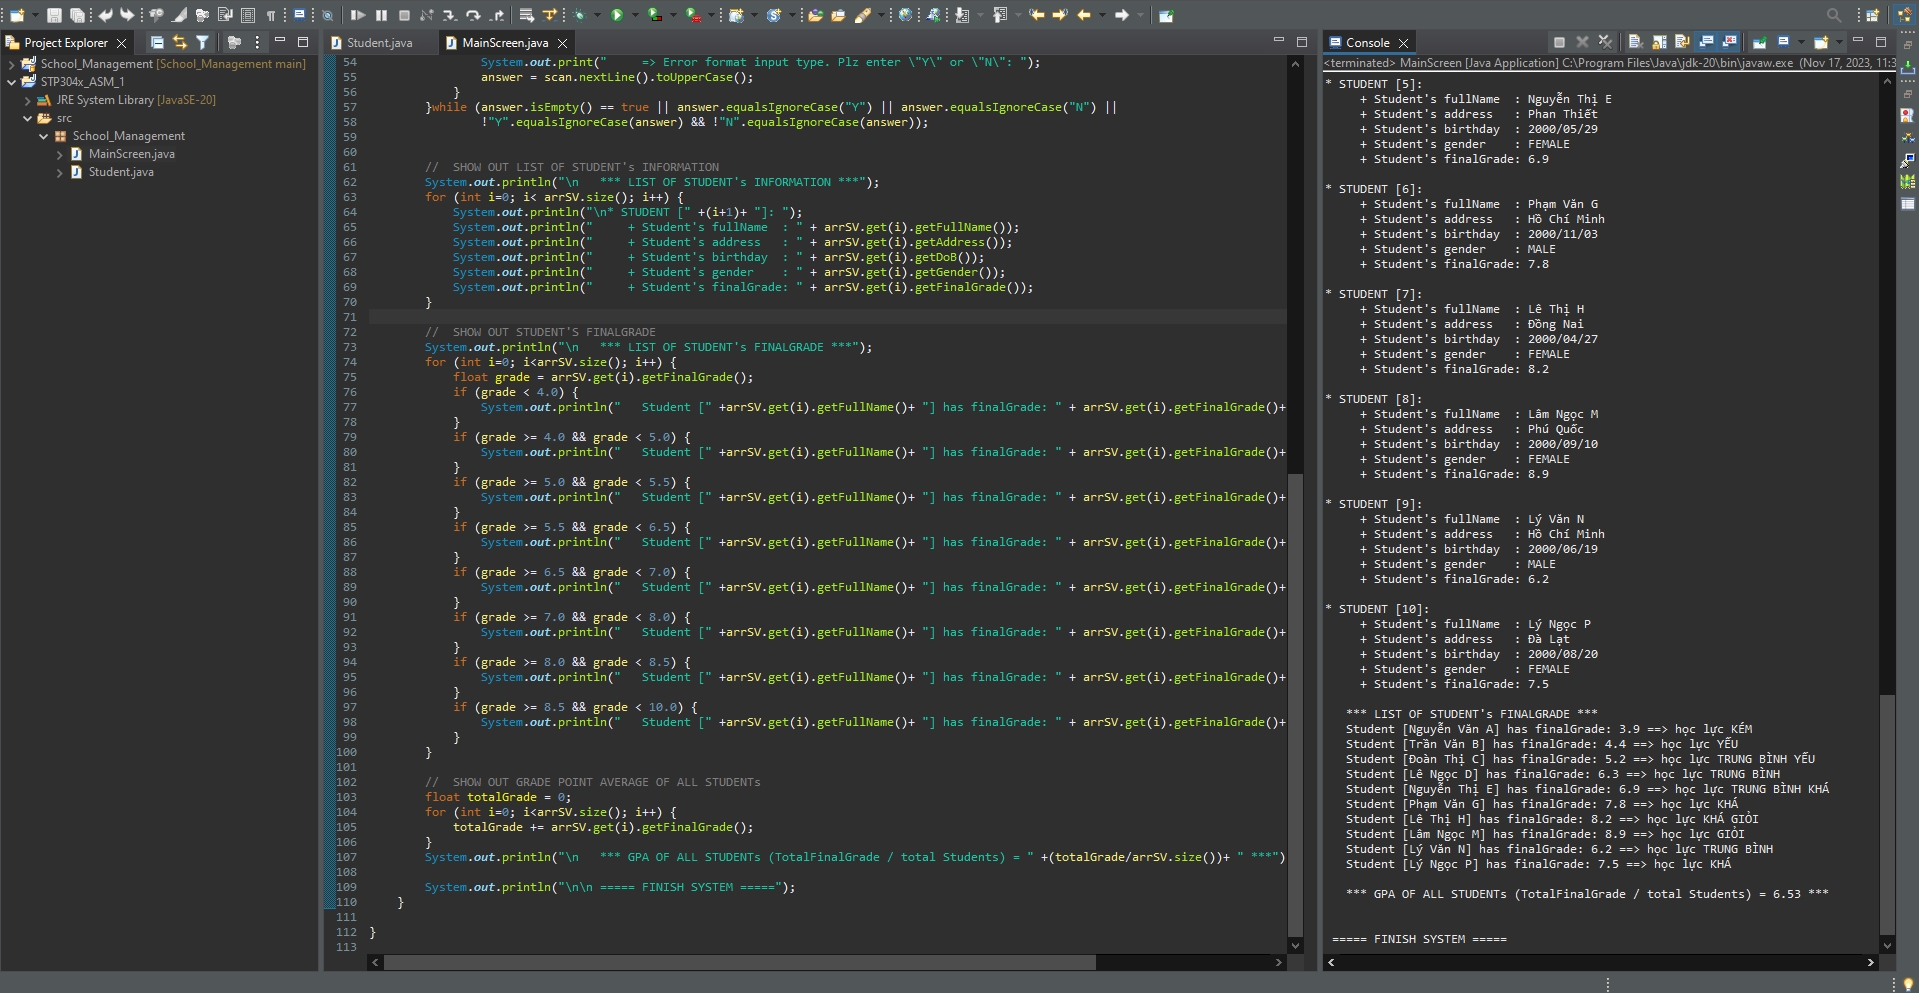 Project Explorer
School_Management [School_Management main]
STP304x_ASM_1
JRE System Library [JavaSE-20]
src
School_Management
MainScreen.java
Student.java
Student.java
MainScreen.java
54 System.out.print("     => Error format input type. Plz enter \"Y\" or \"N\": ");
55 answer = scan.nextLine().toUpperCase();
56 }
57 }while (answer.isEmpty() == true || answer.equalsIgnoreCase("Y") || answer.equalsIgnoreCase("N") ||
58 !"Y".equalsIgnoreCase(answer) && !"N".equalsIgnoreCase(answer));
59
60
61 //  SHOW OUT LIST OF STUDENT's INFORMATION
62 System.out.println("\n   *** LIST OF STUDENT's INFORMATION ***");
63 for (int i=0; i< arrSV.size(); i++) {
64 System.out.println("\n* STUDENT [" +(i+1)+ "]: ");
65 System.out.println("     + Student's fullName  : " + arrSV.get(i).getFullName());
66 System.out.println("     + Student's address   : " + arrSV.get(i).getAddress());
67 System.out.println("     + Student's birthday  : " + arrSV.get(i).getDoB());
68 System.out.println("     + Student's gender    : " + arrSV.get(i).getGender());
69 System.out.println("     + Student's finalGrade: " + arrSV.get(i).getFinalGrade());
70 }
71
72 //  SHOW OUT STUDENT'S FINALGRADE
73 System.out.println("\n   *** LIST OF STUDENT's FINALGRADE ***");
74 for (int i=0; i<arrSV.size(); i++) {
75 float grade = arrSV.get(i).getFinalGrade();
76 if (grade < 4.0) {
77 System.out.println("   Student [" +arrSV.get(i).getFullName()+ "] has finalGrade: " + arrSV.get(i).getFinalGrade()+
78 }
79 if (grade >= 4.0 && grade < 5.0) {
80 System.out.println("   Student [" +arrSV.get(i).getFullName()+ "] has finalGrade: " + arrSV.get(i).getFinalGrade()+
81 }
82 if (grade >= 5.0 && grade < 5.5) {
83 System.out.println("   Student [" +arrSV.get(i).getFullName()+ "] has finalGrade: " + arrSV.get(i).getFinalGrade()+
84 }
85 if (grade >= 5.5 && grade < 6.5) {
86 System.out.println("   Student [" +arrSV.get(i).getFullName()+ "] has finalGrade: " + arrSV.get(i).getFinalGrade()+
87 }
88 if (grade >= 6.5 && grade < 7.0) {
89 System.out.println("   Student [" +arrSV.get(i).getFullName()+ "] has finalGrade: " + arrSV.get(i).getFinalGrade()+
90 }
91 if (grade >= 7.0 && grade < 8.0) {
92 System.out.println("   Student [" +arrSV.get(i).getFullName()+ "] has finalGrade: " + arrSV.get(i).getFinalGrade()+
93 }
94 if (grade >= 8.0 && grade < 8.5) {
95 System.out.println("   Student [" +arrSV.get(i).getFullName()+ "] has finalGrade: " + arrSV.get(i).getFinalGrade()+
96 }
97 if (grade >= 8.5 && grade < 10.0) {
98 System.out.println("   Student [" +arrSV.get(i).getFullName()+ "] has finalGrade: " + arrSV.get(i).getFinalGrade()+
99 }
100 }
101
102 //  SHOW OUT GRADE POINT AVERAGE OF ALL STUDENTs
103 float totalGrade = 0;
104 for (int i=0; i<arrSV.size(); i++) {
105 totalGrade += arrSV.get(i).getFinalGrade();
106 }
107 System.out.println("\n   *** GPA OF ALL STUDENTs (TotalFinalGrade / total Students) = " +(totalGrade/arrSV.size())+ " ***")
108
109 System.out.println("\n\n ===== FINISH SYSTEM =====");
110 }
111
112 }
113
Console
<terminated> MainScreen [Java Application] C:\Program Files\Java\jdk-20\bin\javaw.exe  (Nov 17, 2023, 11:3
* STUDENT [5]:
+ Student's fullName  : Nguyễn Thị E
+ Student's address   : Phan Thiết
+ Student's birthday  : 2000/05/29
+ Student's gender    : FEMALE
+ Student's finalGrade: 6.9
* STUDENT [6]:
+ Student's fullName  : Phạm Văn G
+ Student's address   : Hồ Chí Minh
+ Student's birthday  : 2000/11/03
+ Student's gender    : MALE
+ Student's finalGrade: 7.8
* STUDENT [7]:
+ Student's fullName  : Lê Thị H
+ Student's address   : Đồng Nai
+ Student's birthday  : 2000/04/27
+ Student's gender    : FEMALE
+ Student's finalGrade: 8.2
* STUDENT [8]:
+ Student's fullName  : Lâm Ngọc M
+ Student's address   : Phú Quốc
+ Student's birthday  : 2000/09/10
+ Student's gender    : FEMALE
+ Student's finalGrade: 8.9
* STUDENT [9]:
+ Student's fullName  : Lý Văn N
+ Student's address   : Hồ Chí Minh
+ Student's birthday  : 2000/06/19
+ Student's gender    : MALE
+ Student's finalGrade: 6.2
* STUDENT [10]:
+ Student's fullName  : Lý Ngọc P
+ Student's address   : Đà Lạt
+ Student's birthday  : 2000/08/20
+ Student's gender    : FEMALE
+ Student's finalGrade: 7.5
*** LIST OF STUDENT's FINALGRADE ***
Student [Nguyễn Văn A] has finalGrade: 3.9 ==> học lực KÉM
Student [Trần Văn B] has finalGrade: 4.4 ==> học lực YẾU
Student [Đoàn Thị C] has finalGrade: 5.2 ==> học lực TRUNG BÌNH YẾU
Student [Lê Ngọc D] has finalGrade: 6.3 ==> học lực TRUNG BÌNH
Student [Nguyễn Thị E] has finalGrade: 6.9 ==> học lực TRUNG BÌNH KHÁ
Student [Phạm Văn G] has finalGrade: 7.8 ==> học lực KHÁ
Student [Lê Thị H] has finalGrade: 8.2 ==> học lực KHÁ GIỎI
Student [Lâm Ngọc M] has finalGrade: 8.9 ==> học lực GIỎI
Student [Lý Văn N] has finalGrade: 6.2 ==> học lực TRUNG BÌNH
Student [Lý Ngọc P] has finalGrade: 7.5 ==> học lực KHÁ
*** GPA OF ALL STUDENTs (TotalFinalGrade / total Students) = 6.53 ***
===== FINISH SYSTEM =====